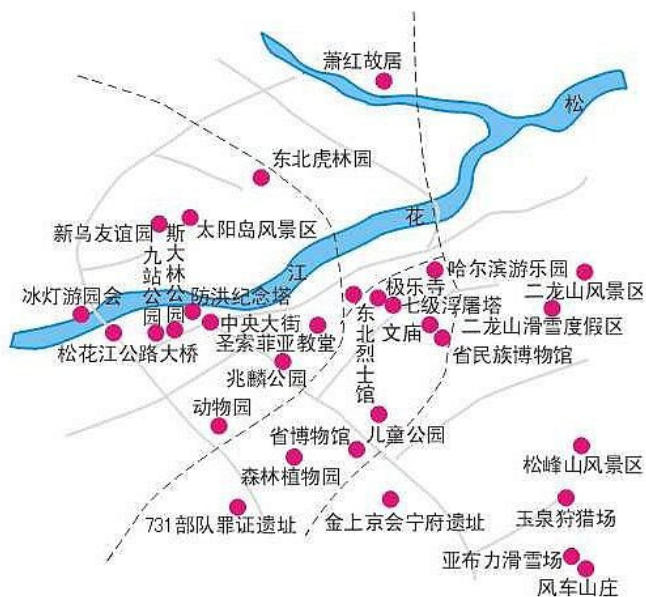 萧红故居
松
东北虎林园
花
新乌友谊园
斯大林公园
太阳岛风景区
九站公园
江
哈尔滨游乐园
极乐寺
二龙山风景区
冰灯游园会
防洪纪念塔
七级浮屠塔
中央大街
东北烈士馆
文庙
二龙山滑雪度假区
松花江公路大桥
圣索菲亚教堂
省民族博物馆
兆麟公园
动物园
省博物馆
儿童公园
森林植物园
松峰山风景区
731部队罪证遗址
金上京会宁府遗址
玉泉狩猎场
亚布力滑雪场
风车山庄